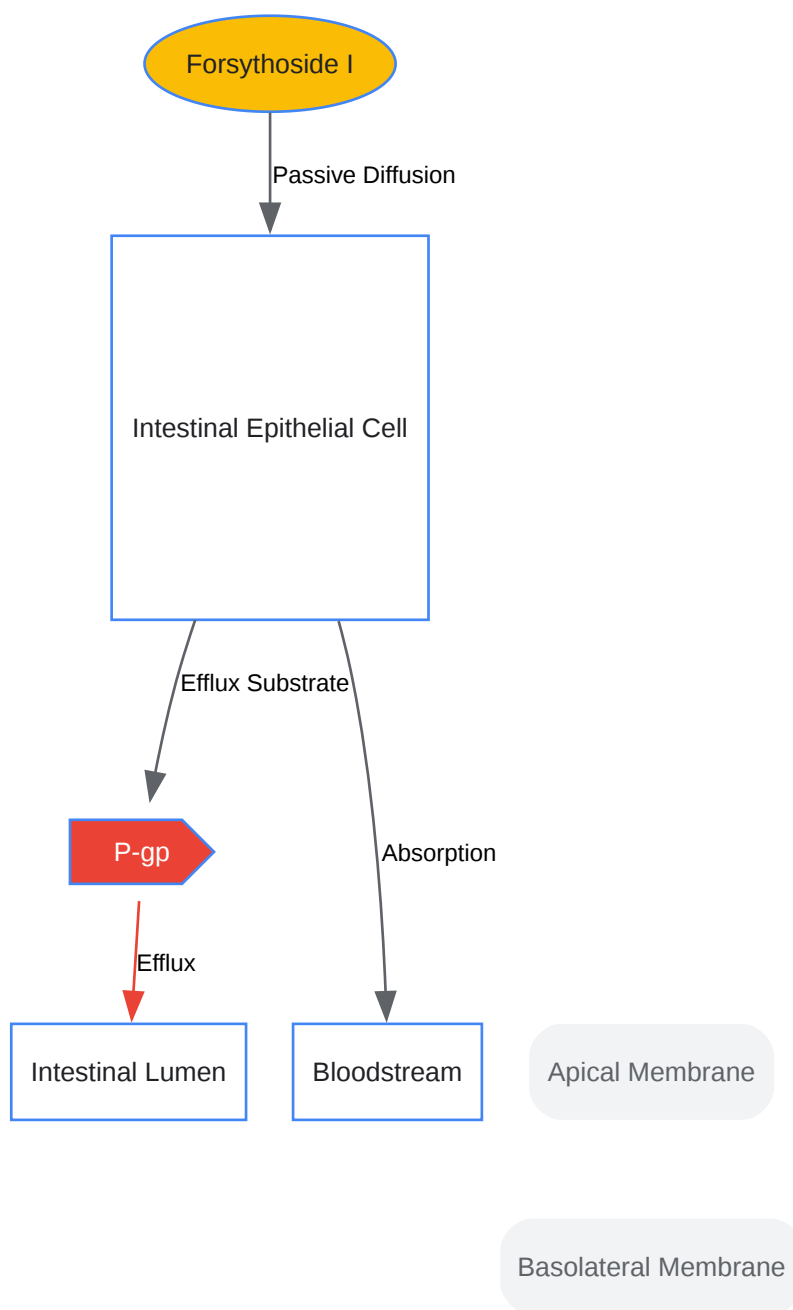 Forsythoside I
Passive Diffusion
Intestinal Epithelial Cell
Efflux Substrate
P-gp
Absorption
Efflux
Intestinal Lumen
Bloodstream
Apical Membrane
Basolateral Membrane